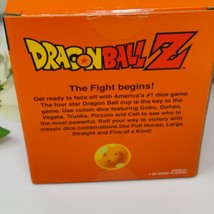 DRAGONBALL Z
The Fight begins!
Get ready to face off with America's #1 dice game.
The four star Dragon Ball cup is the key to the
game. Use cutom dice featuring Goku, Gohan,
Vegeta, Trunks, Piccolo and Cell to see who is
the most powerful. Roll your way to victory with
classic dice combinations like Full House, Large
Straight and Five of a Kind!